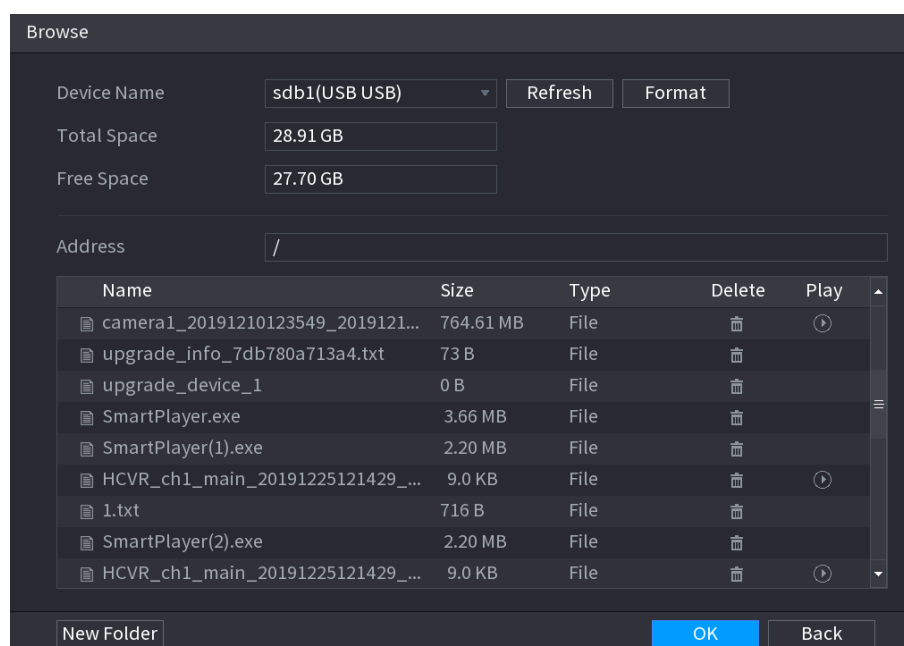 Browse
Device Name sdb1(USB USB) Refresh Format
Total Space 28.91 GB
Free Space 27.70 GB
Address /
Name Size Type Delete Play
camera1_20191210123549_2019121... 764.61 MB File
upgrade_info_7db780a713a4.txt 73 B File
upgrade_device_1 0 B File
SmartPlayer.exe 3.66 MB File
SmartPlayer(1).exe 2.20 MB File
HCVR_ch1_main_20191225121429_... 9.0 KB File
1.txt 716 B File
SmartPlayer(2).exe 2.20 MB File
HCVR_ch1_main_20191225121429_... 9.0 KB File
New Folder OK Back